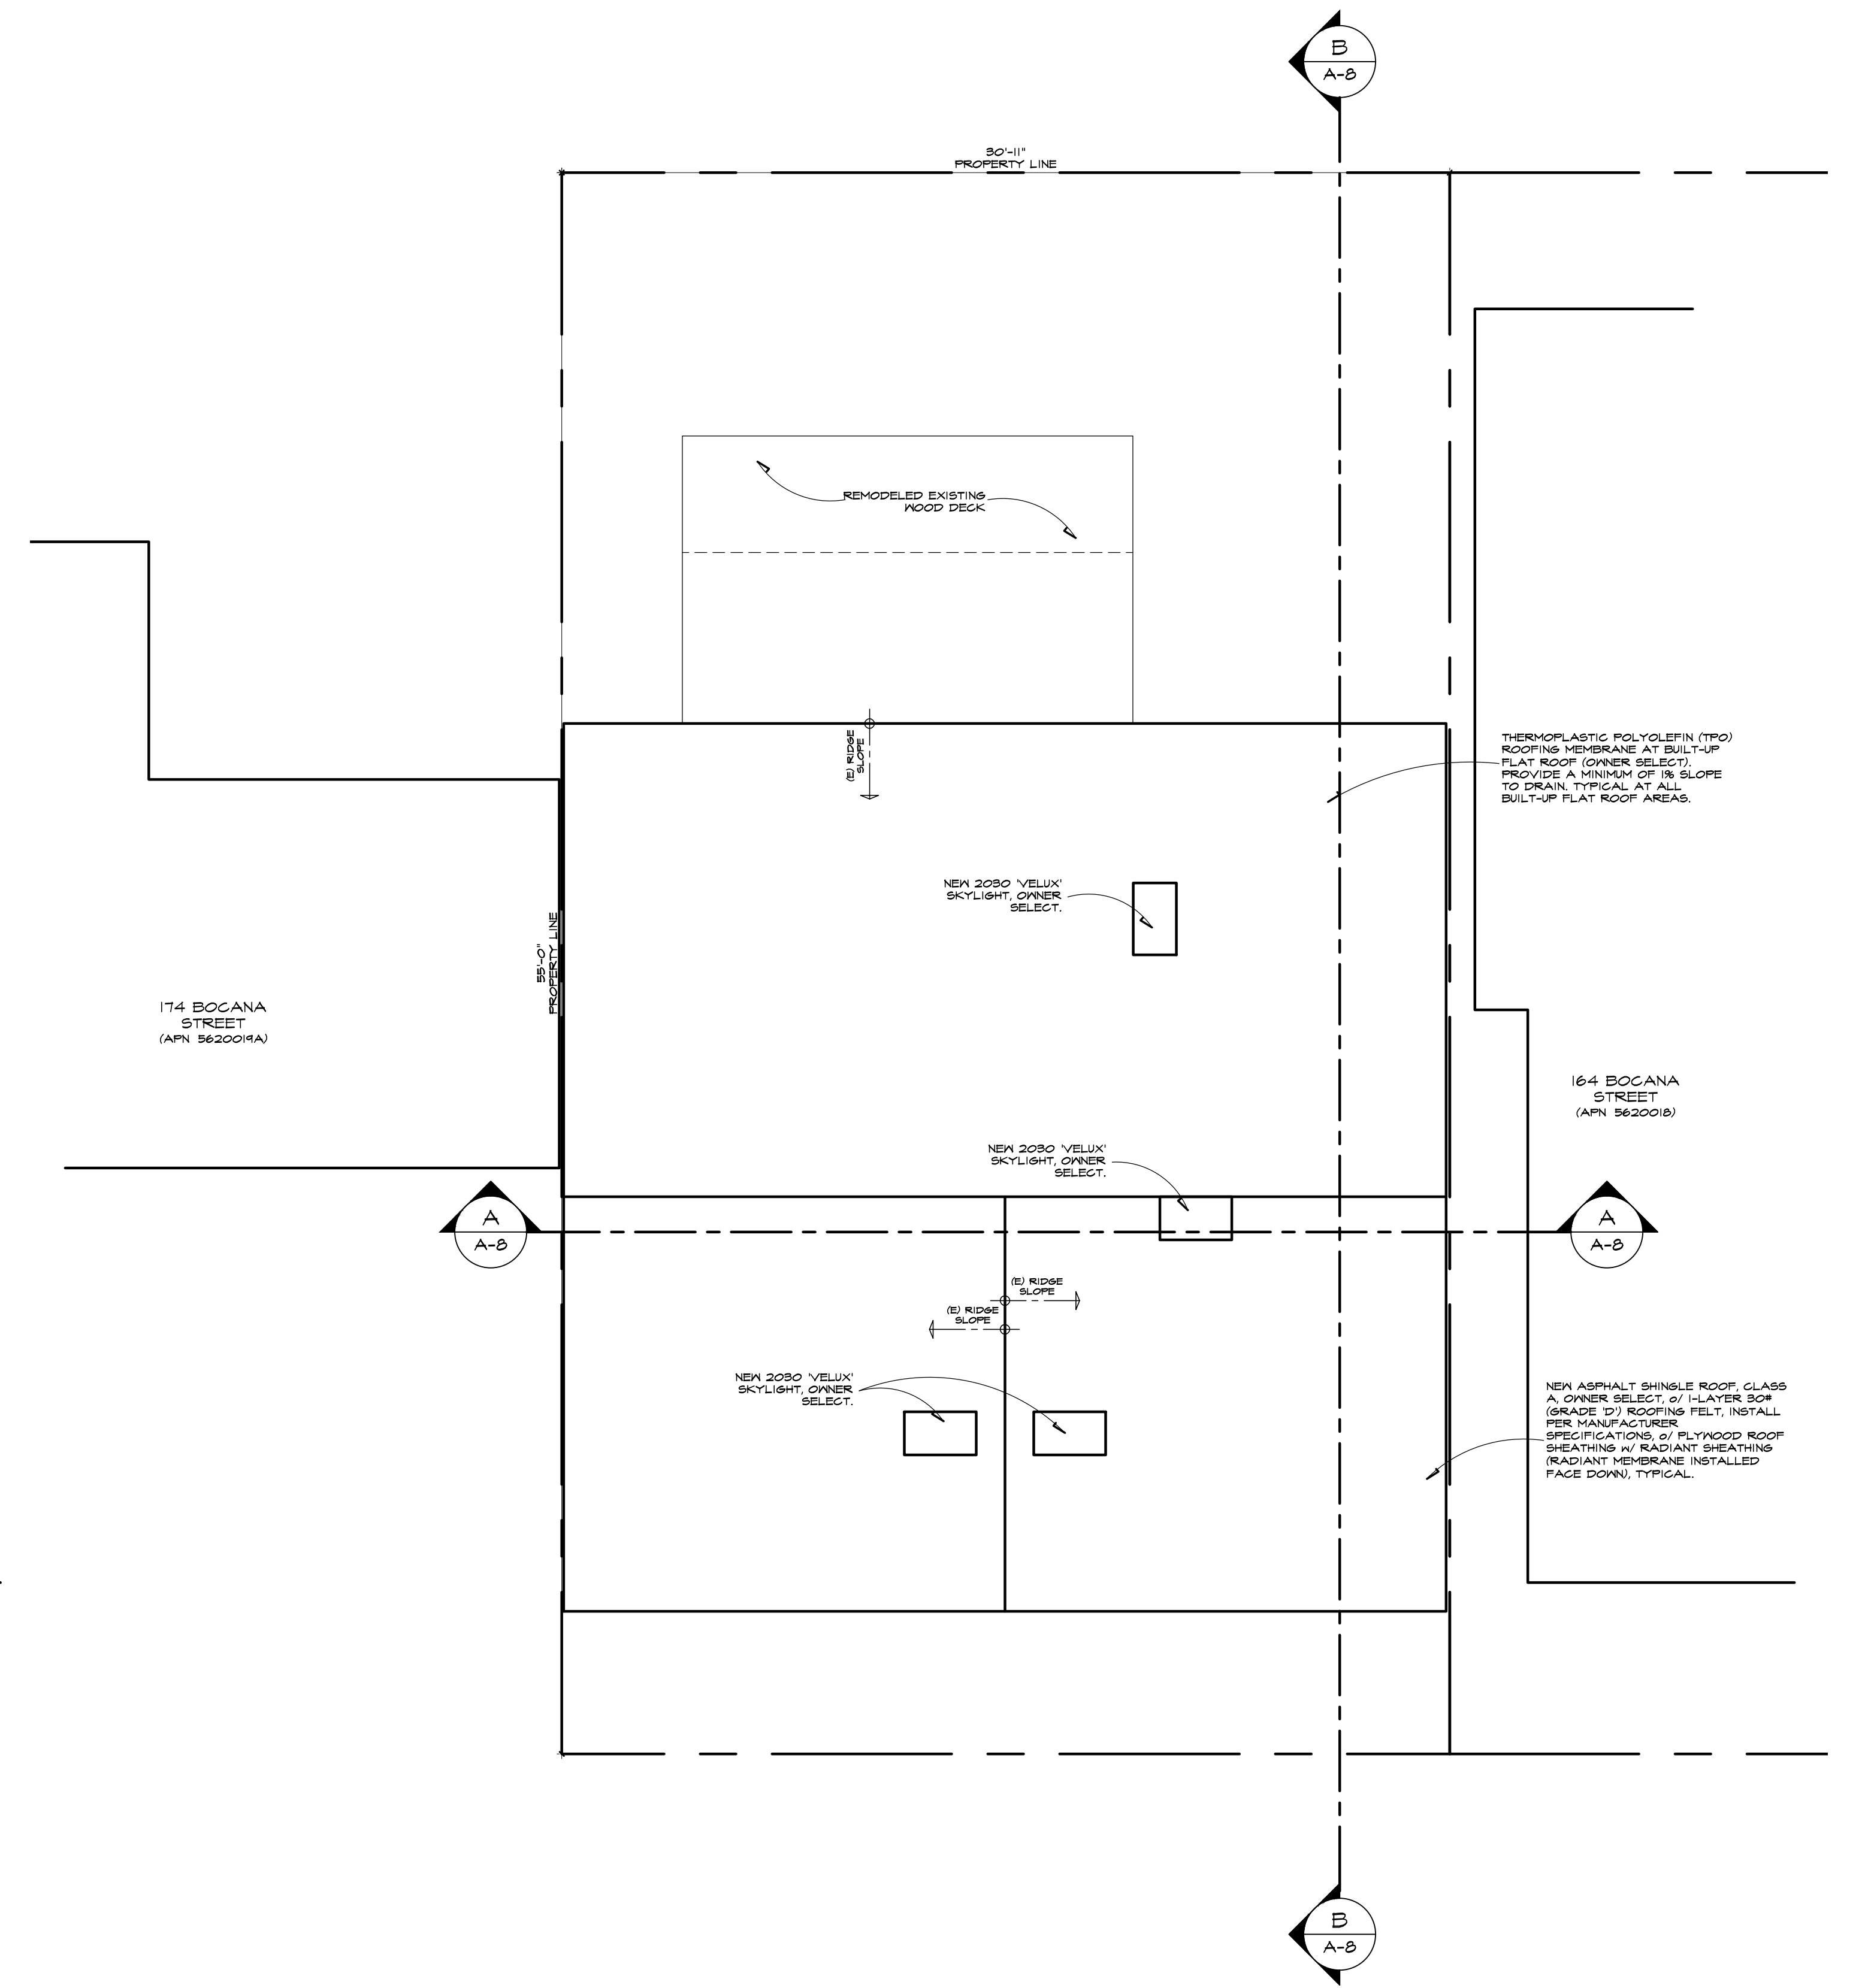 B
A-8
30'-11"
PROPERTY LINE
REMODELED EXISTING
WOOD DECK
(E) RIDGE
SLOPE
THERMOPLASTIC POLYOLEFIN (TPO)
ROOFING MEMBRANE AT BUILT-UP
FLAT ROOF (OWNER SELECT).
PROVIDE A MINIMUM OF 1% SLOPE
TO DRAIN. TYPICAL AT ALL
BUILT-UP FLAT ROOF AREAS.
NEW 2030 'VELUX'
SKYLIGHT, OWNER
SELECT.
55'-0"
PROPERTY LINE
174 BOCANA
STREET
(APN 5620019A)
164 BOCANA
STREET
(APN 5620018)
NEW 2030 'VELUX'
SKYLIGHT, OWNER
SELECT.
A
A-8
A
A-8
(E) RIDGE
SLOPE
(E) RIDGE
SLOPE
NEW 2030 'VELUX'
SKYLIGHT, OWNER
SELECT.
NEW ASPHALT SHINGLE ROOF, CLASS
A, OWNER SELECT, o/ 1-LAYER 30#
(GRADE 'D') ROOFING FELT, INSTALL
PER MANUFACTURER
SPECIFICATIONS, o/ PLYWOOD ROOF
SHEATHING w/ RADIANT SHEATHING
(RADIANT MEMBRANE INSTALLED
FACE DOWN), TYPICAL.
B
A-8